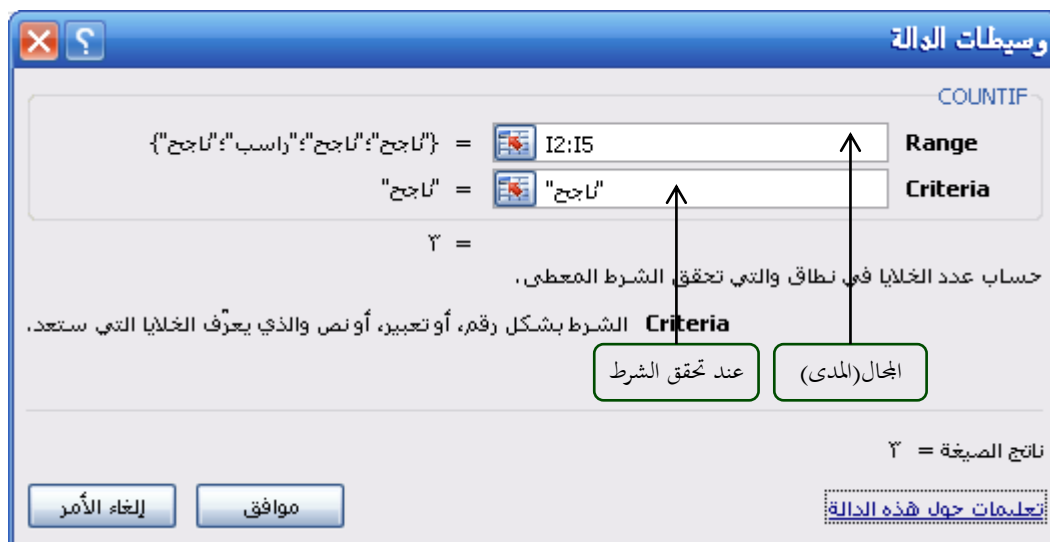 وسيطات الدالة
COUNTIF
Range I2:I5 = {"ناجح"؛"ناجح"؛"راسب"؛"ناجح"}
Criteria "ناجح" = "ناجح"
= ٣
حساب عدد الخلايا في نطاق والتي تحقق الشرط المعطى.
Criteria الشرط بشكل رقم، أو تعبير، أو نص والذي يعرّف الخلايا التي ستعد.
المجال(المدى) عند تحقق الشرط
ناتج الصيغة = ٣
تعليمات حول هذه الدالة موافق إلغاء الأمر